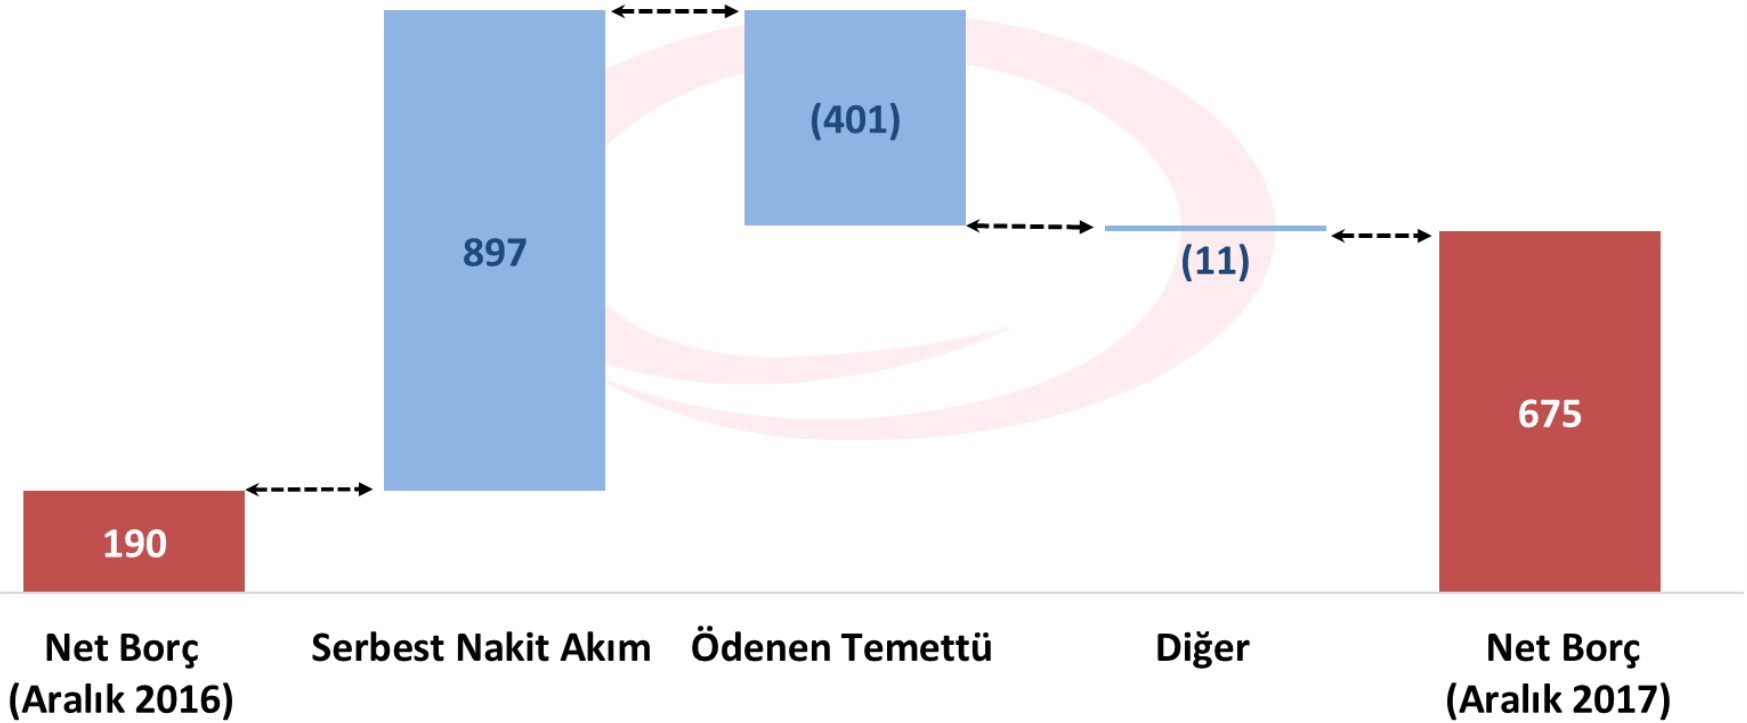 (401)
897
(11)
675
190
Net Borç
(Aralık 2016)
Serbest Nakit Akım
Ödenen Temettü
Diğer
Net Borç
(Aralık 2017)